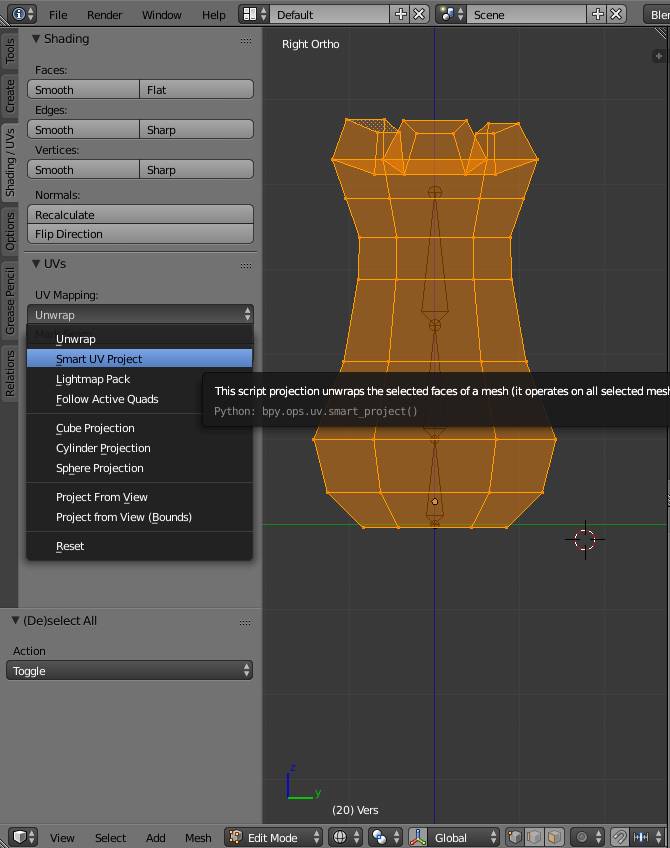 File Render Window Help Default Scene
Tools
Create
Shading / UVs
Options
Grease Pencil
Relations
Shading
Faces:
Smooth Flat
Edges:
Smooth Sharp
Vertices:
Smooth Sharp
Normals:
Recalculate
Flip Direction
UVs
UV Mapping:
Unwrap
Unwrap
Smart UV Project
Lightmap Pack
Follow Active Quads
Cube Projection
Cylinder Projection
Sphere Projection
Project From View
Project from View (Bounds)
Reset
(De)select All
Action
Toggle
Right Ortho
This script projection unwraps the selected faces of a mesh (it operates on all selected mesh
Python: bpy.ops.uv.smart_project()
z
y
(20) Vers
View Select Add Mesh Edit Mode Global